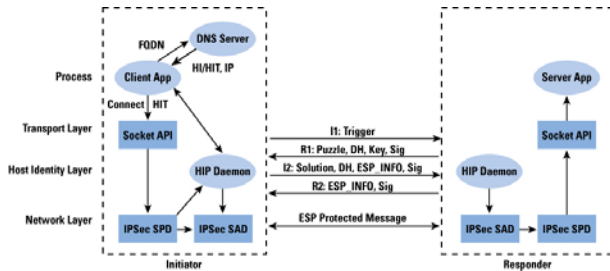 FQDN
DNS Server
HI/HIT, IP
Process
Client App
Server App
Connect
HIT
Transport Layer
Socket API
I1: Trigger
Socket API
R1: Puzzle, DH, Key, Sig
Host Identity Layer
HIP Daemon
I2: Solution, DH, ESP_INFO, Sig
HIP Daemon
R2: ESP_INFO, Sig
Network Layer
IPSec SPD
IPSec SAD
ESP Protected Message
IPSec SAD
IPSec SPD
Initiator
Responder